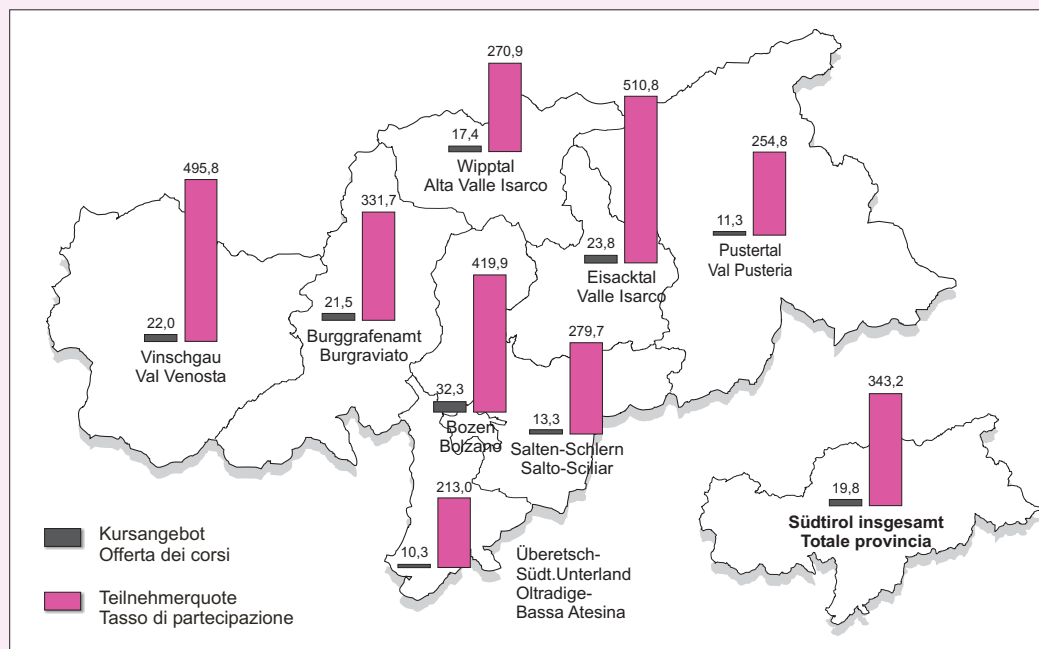 270,9
17,4
Wipptal
Alta Valle Isarco
510,8
23,8
Eisacktal
Valle Isarco
254,8
11,3
Pustertal
Val Pusteria
495,8
22,0
Vinschgau
Val Venosta
331,7
21,5
Burggrafenamt
Burgraviato
419,9
32,3
Bozen
Bolzano
279,7
13,3
Salten-Schlern
Salto-Sciliar
213,0
10,3
Überetsch-
Südt.Unterland
Oltradige-
Bassa Atesina
343,2
19,8
Südtirol insgesamt
Totale provincia
Kursangebot
Offerta dei corsi
Teilnehmerquote
Tasso di partecipazione